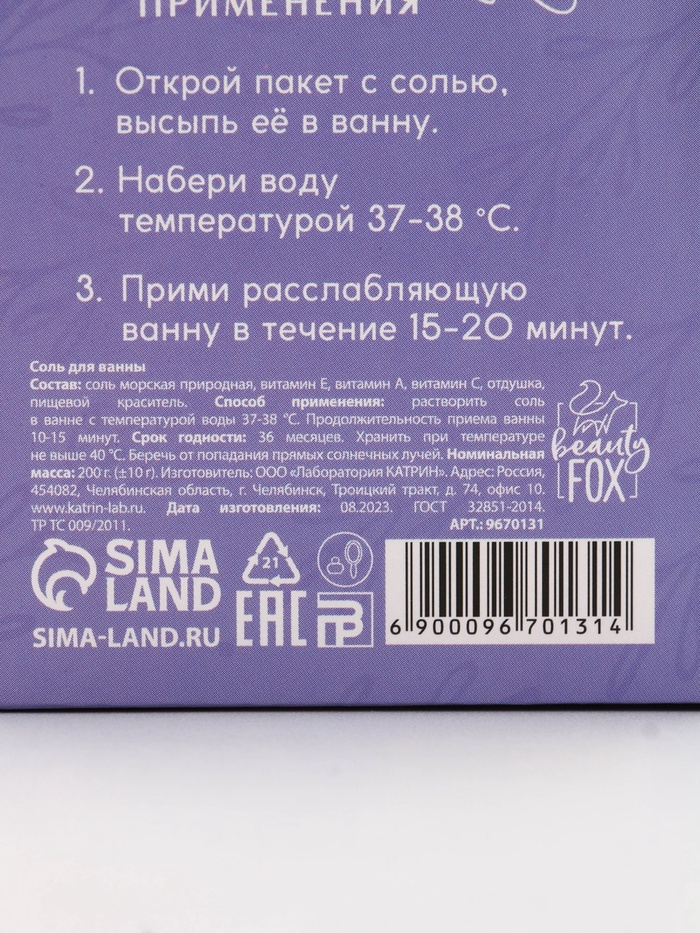 ПРИМЕНЕНИЯ
1. Открой пакет с солью,
высыпь её в ванну.
2. Набери воду
температурой 37-38 °C.
3. Прими расслабляющую
ванну в течение 15-20 минут.
Соль для ванны
Состав: соль морская природная, витамин Е, витамин А, витамин С, отдушка,
пищевой краситель. Способ применения: растворить соль
в ванне с температурой воды 37-38 °C. Продолжительность приема ванны
10-15 минут. Срок годности: 36 месяцев. Хранить при температуре
не выше 40 °C. Беречь от попадания прямых солнечных лучей. Номинальная
масса: 200 г. (±10 г). Изготовитель: ООО «Лаборатория КАТРИН». Адрес: Россия,
454082, Челябинская область, г. Челябинск, Троицкий тракт, д. 74, офис 10.
www.katrin-lab.ru. Дата изготовления: 08.2023. ГОСТ 32851-2014.
ТР ТС 009/2011. АРТ.: 9670131
beauty
FOX
SIMA
LAND
SIMA-LAND.RU
21
EAC
6 900096 701314